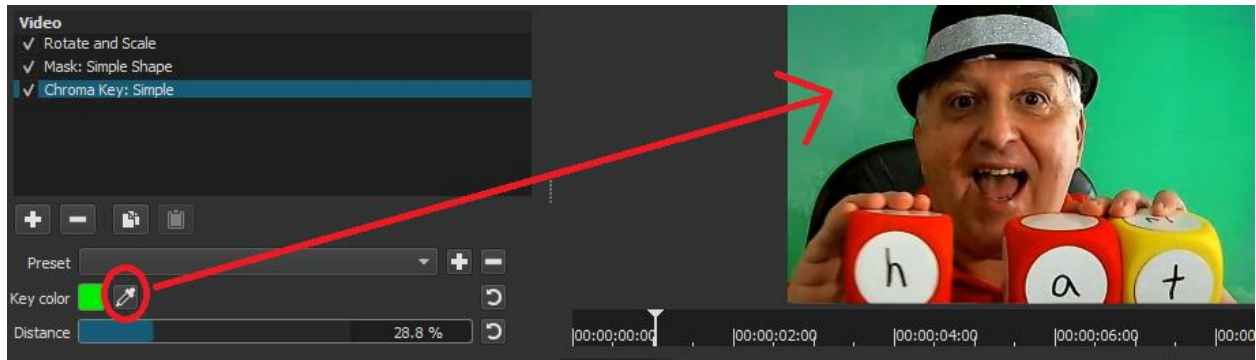 Video
✓ Rotate and Scale
✓ Mask: Simple Shape
✓ Chroma Key: Simple
Preset
Key color
Distance 28.8 %
h a t
|00:00:00:00 |00:00:02:00 |00:00:04:00 |00:00:06:00 |00:00